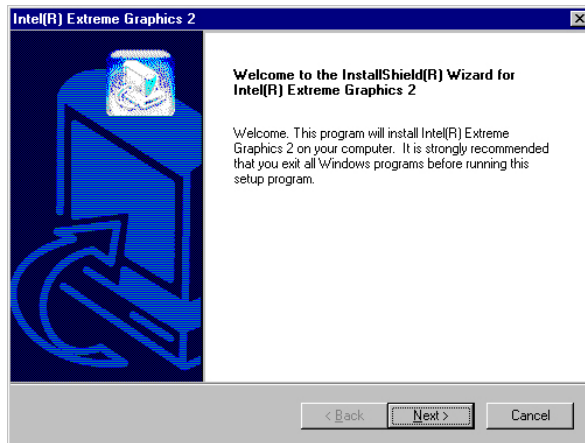 Intel(R) Extreme Graphics 2
Welcome to the InstallShield(R) Wizard for
Intel(R) Extreme Graphics 2
Welcome. This program will install Intel(R) Extreme
Graphics 2 on your computer. It is strongly recommended
that you exit all Windows programs before running this
setup program.
< Back
Next >
Cancel